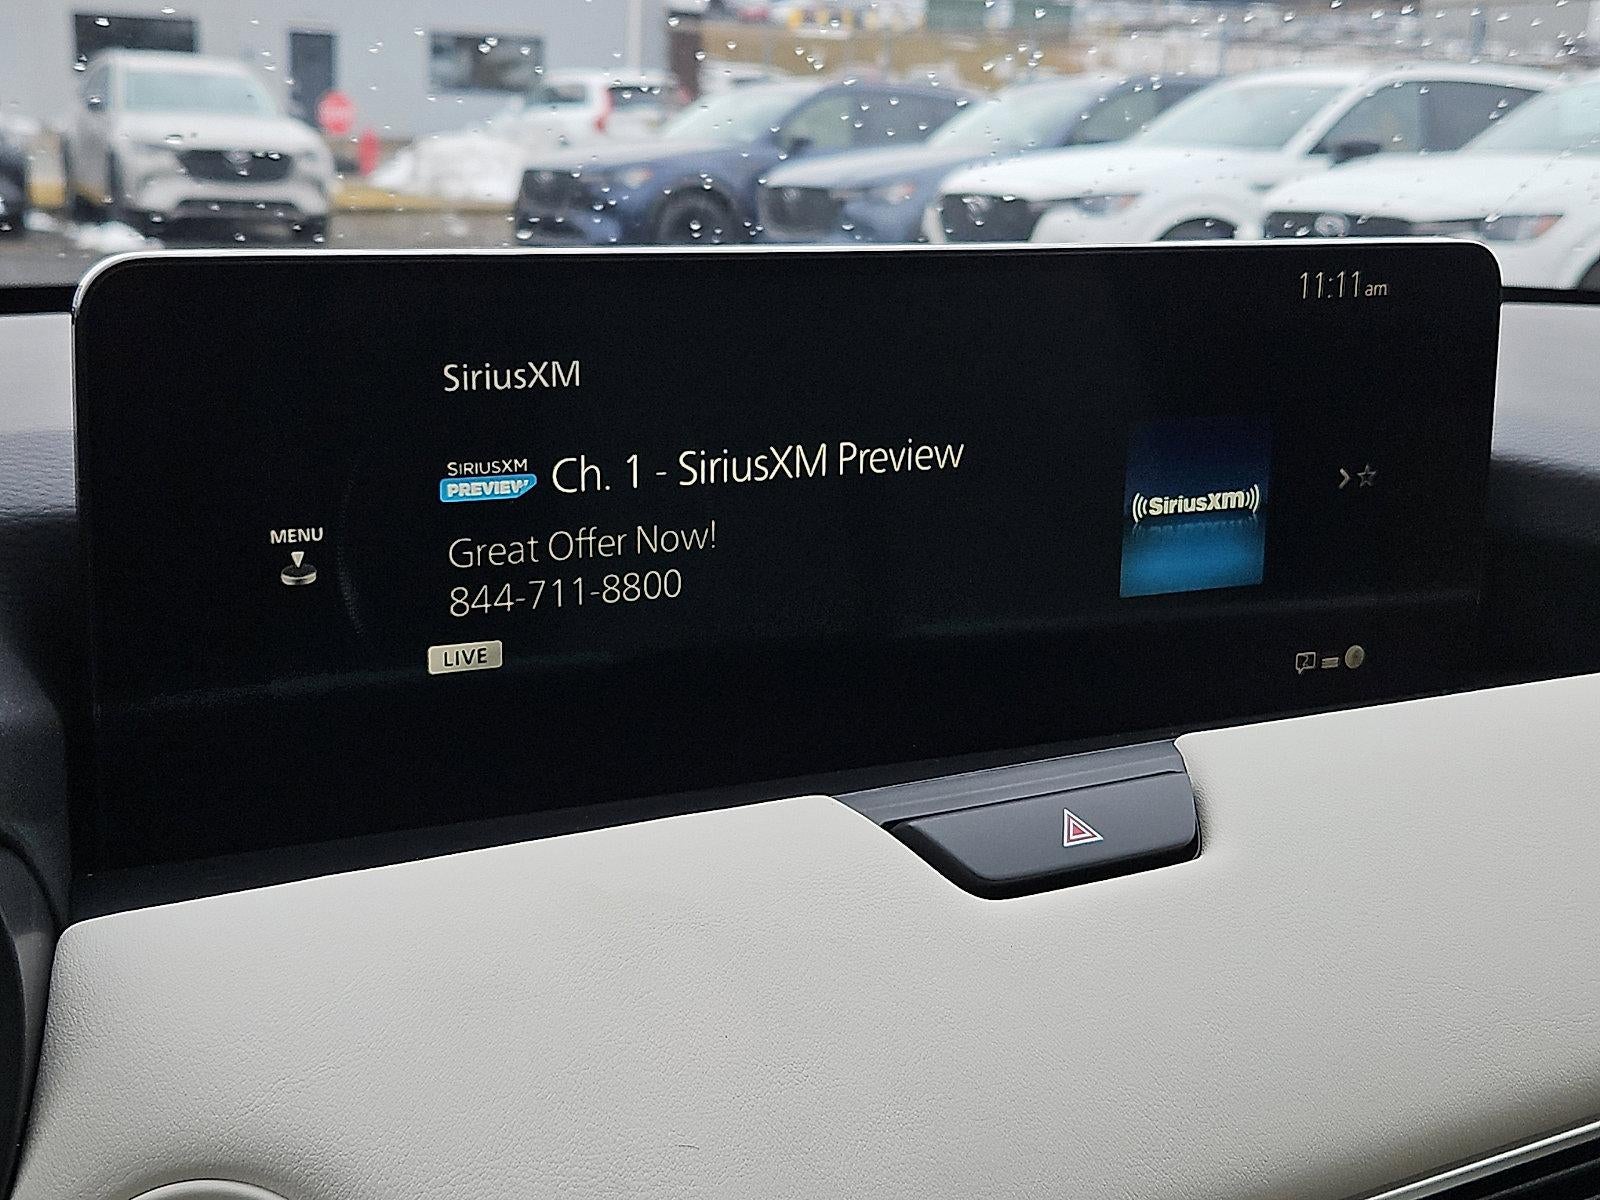 11:11 am
SiriusXM
SIRIUSXM
PREVIEW
Ch. 1 - SiriusXM Preview
((SiriusXM))
MENU
Great Offer Now!
844-711-8800
LIVE